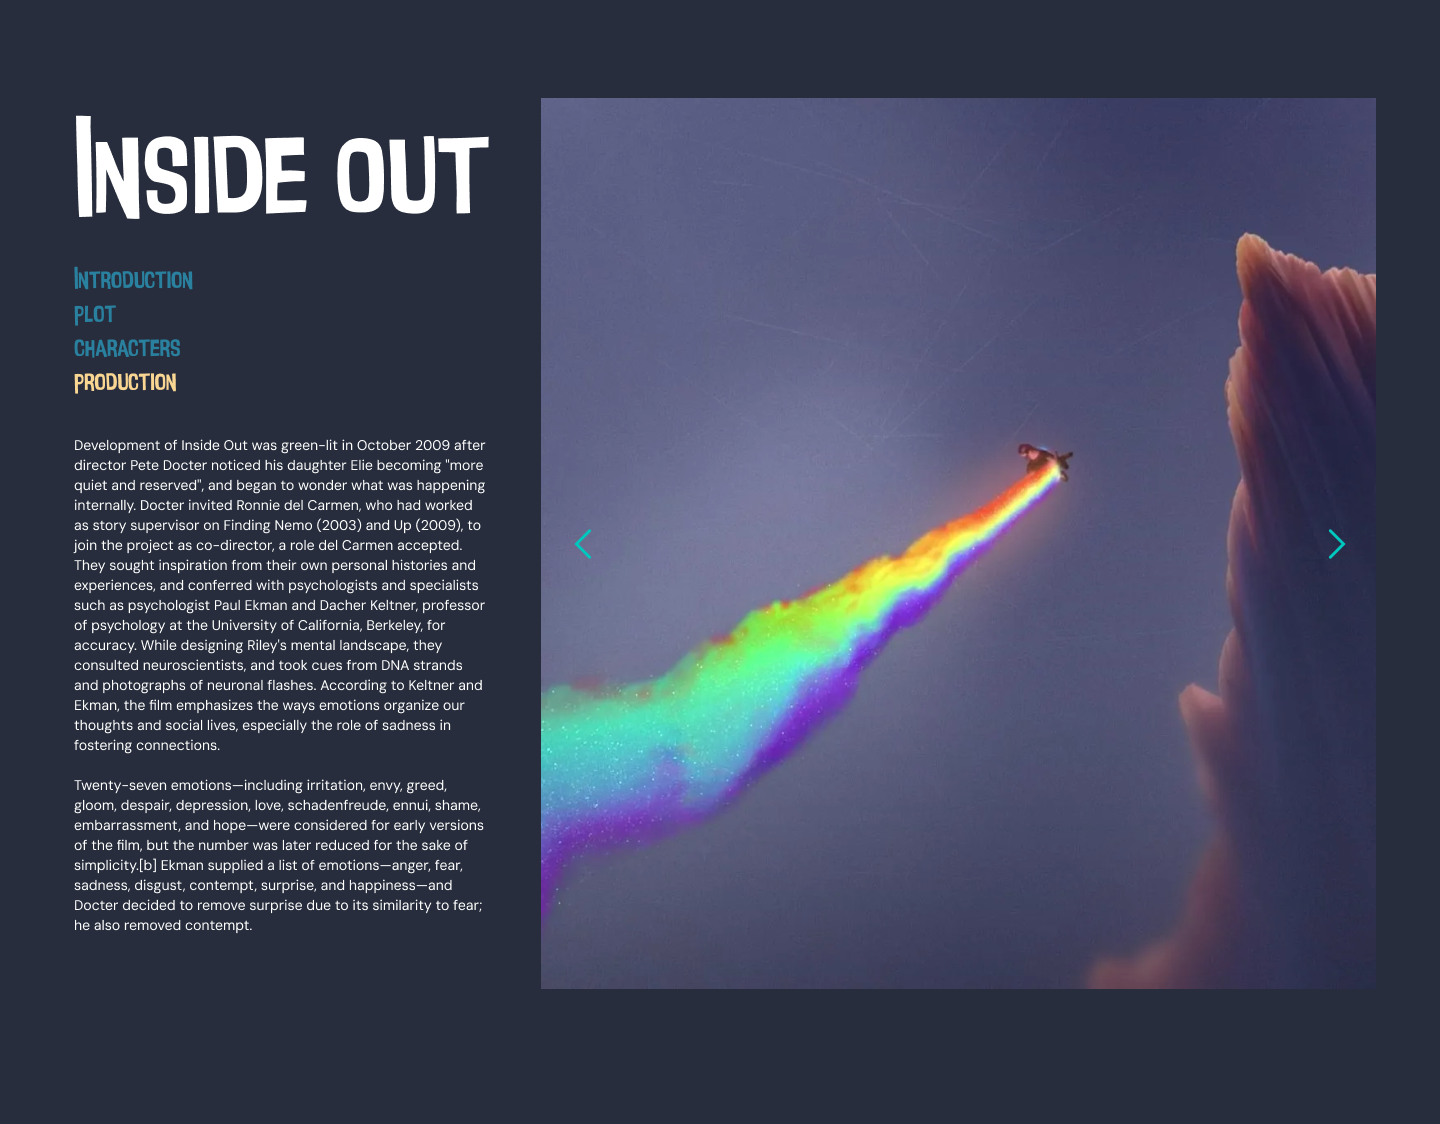 Inside out
Introduction
plot
characters
production
Development of Inside Out was green-lit in October 2009 after
director Pete Docter noticed his daughter Elie becoming "more
quiet and reserved", and began to wonder what was happening
internally. Docter invited Ronnie del Carmen, who had worked
as story supervisor on Finding Nemo (2003) and Up (2009), to
join the project as co-director, a role del Carmen accepted.
They sought inspiration from their own personal histories and
experiences, and conferred with psychologists and specialists
such as psychologist Paul Ekman and Dacher Keltner, professor
of psychology at the University of California, Berkeley, for
accuracy. While designing Riley's mental landscape, they
consulted neuroscientists, and took cues from DNA strands
and photographs of neuronal flashes. According to Keltner and
Ekman, the film emphasizes the ways emotions organize our
thoughts and social lives, especially the role of sadness in
fostering connections.
Twenty-seven emotions—including irritation, envy, greed,
gloom, despair, depression, love, schadenfreude, ennui, shame,
embarrassment, and hope—were considered for early versions
of the film, but the number was later reduced for the sake of
simplicity.[b] Ekman supplied a list of emotions—anger, fear,
sadness, disgust, contempt, surprise, and happiness—and
Docter decided to remove surprise due to its similarity to fear;
he also removed contempt.